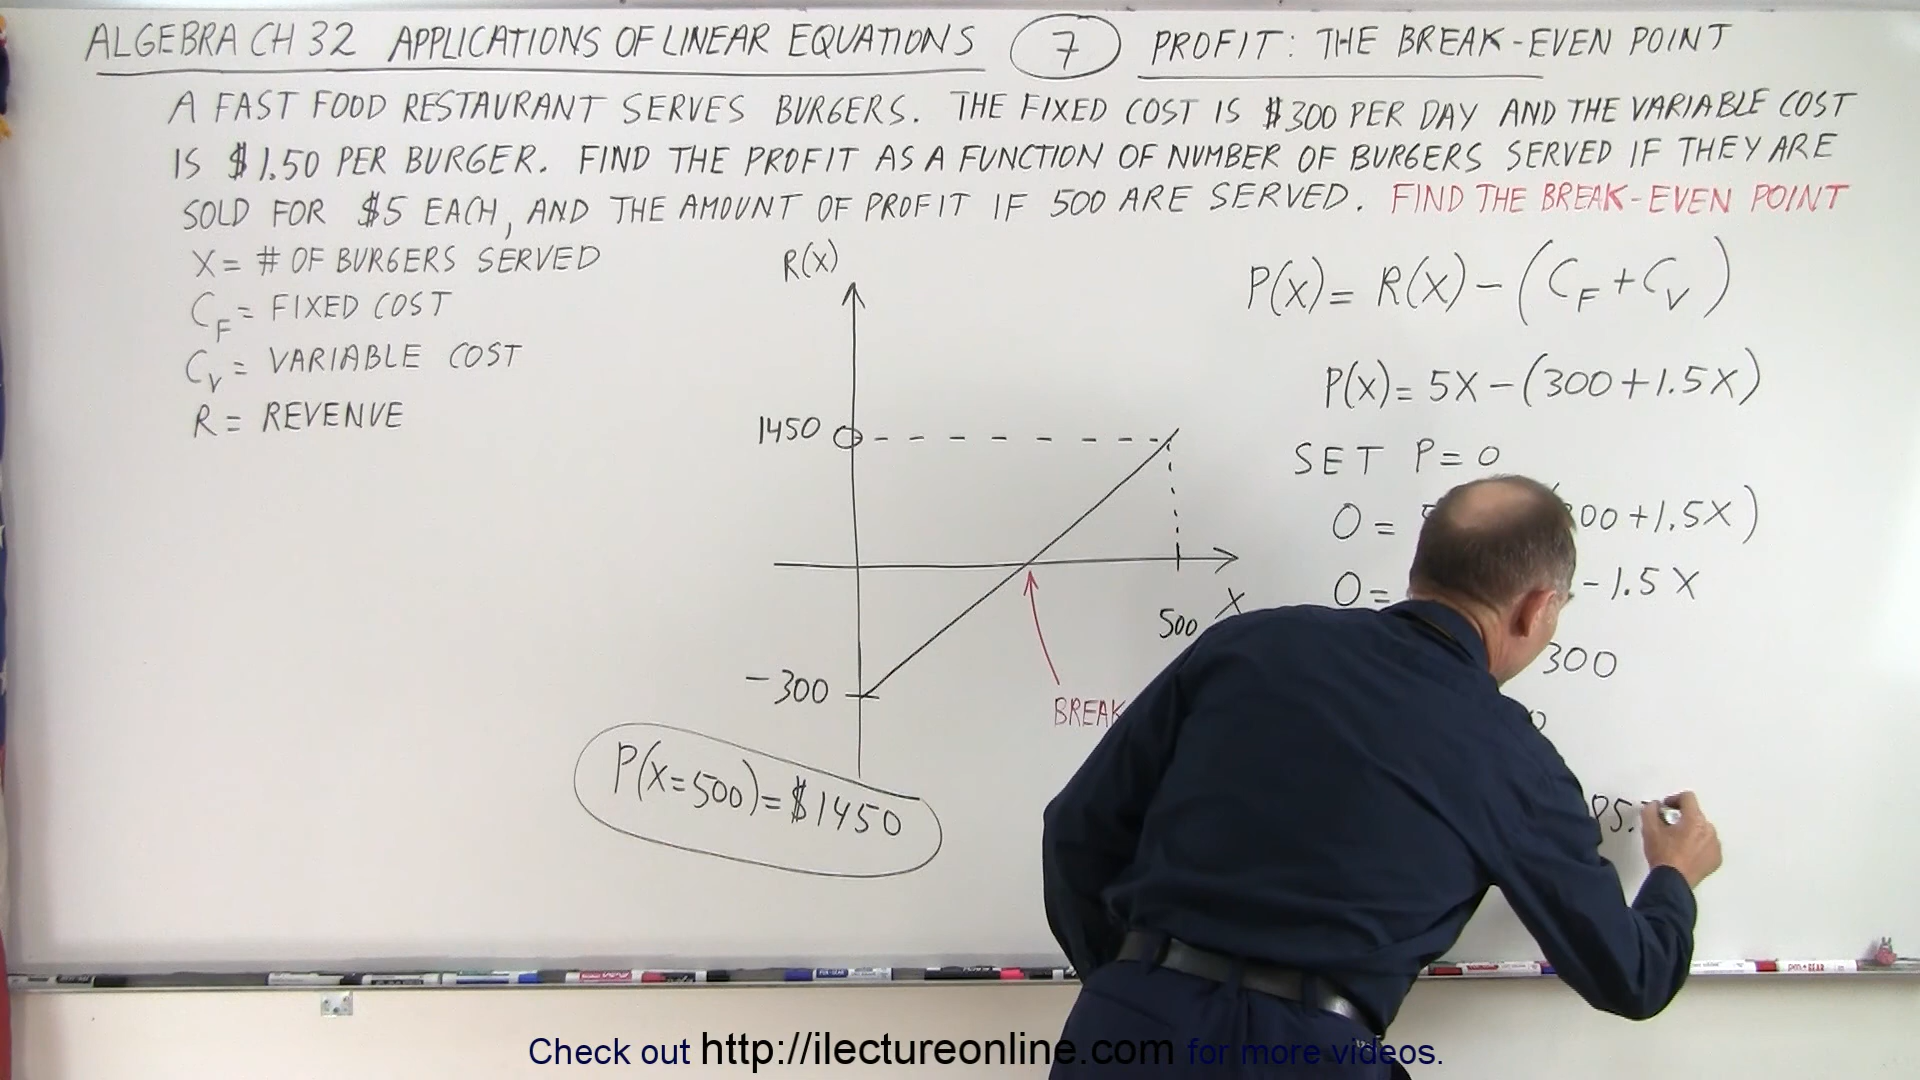 ALGEBRA CH 32 APPLICATIONS OF LINEAR EQUATIONS 7 PROFIT: THE BREAK-EVEN POINT
A FAST FOOD RESTAURANT SERVES BURGERS. THE FIXED COST IS $300 PER DAY AND THE VARIABLE COST
IS $1.50 PER BURGER. FIND THE PROFIT AS A FUNCTION OF NUMBER OF BURGERS SERVED IF THEY ARE
SOLD FOR $5 EACH, AND THE AMOUNT OF PROFIT IF 500 ARE SERVED. FIND THE BREAK-EVEN POINT
X = # OF BURGERS SERVED
C_F = FIXED COST
C_V = VARIABLE COST
R = REVENUE
R(X)
1450
500 X
-300
BREAK
P(X=500)=$1450
P(X) = R(X) - (C_F + C_V)
P(X) = 5X - (300 + 1.5X)
SET P = 0
0 = 00 + 1.5X)
0 = - 1.5X
300
5.
Check out http://ilectureonline.com for more videos.